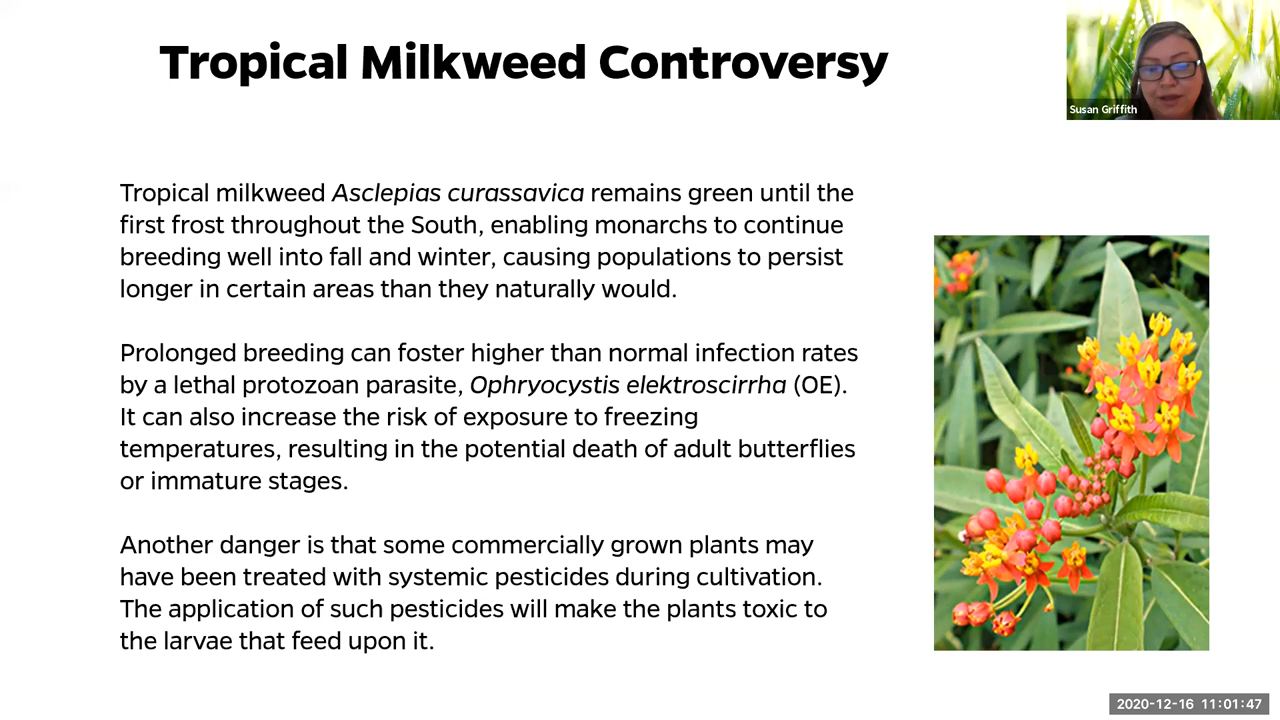 Tropical Milkweed Controversy
Susan Griffith
Tropical milkweed Asclepias curassavica remains green until the
first frost throughout the South, enabling monarchs to continue
breeding well into fall and winter, causing populations to persist
longer in certain areas than they naturally would.
Prolonged breeding can foster higher than normal infection rates
by a lethal protozoan parasite, Ophryocystis elektroscirrha (OE).
It can also increase the risk of exposure to freezing
temperatures, resulting in the potential death of adult butterflies
or immature stages.
Another danger is that some commercially grown plants may
have been treated with systemic pesticides during cultivation.
The application of such pesticides will make the plants toxic to
the larvae that feed upon it.
2020-12-16 11:01:47